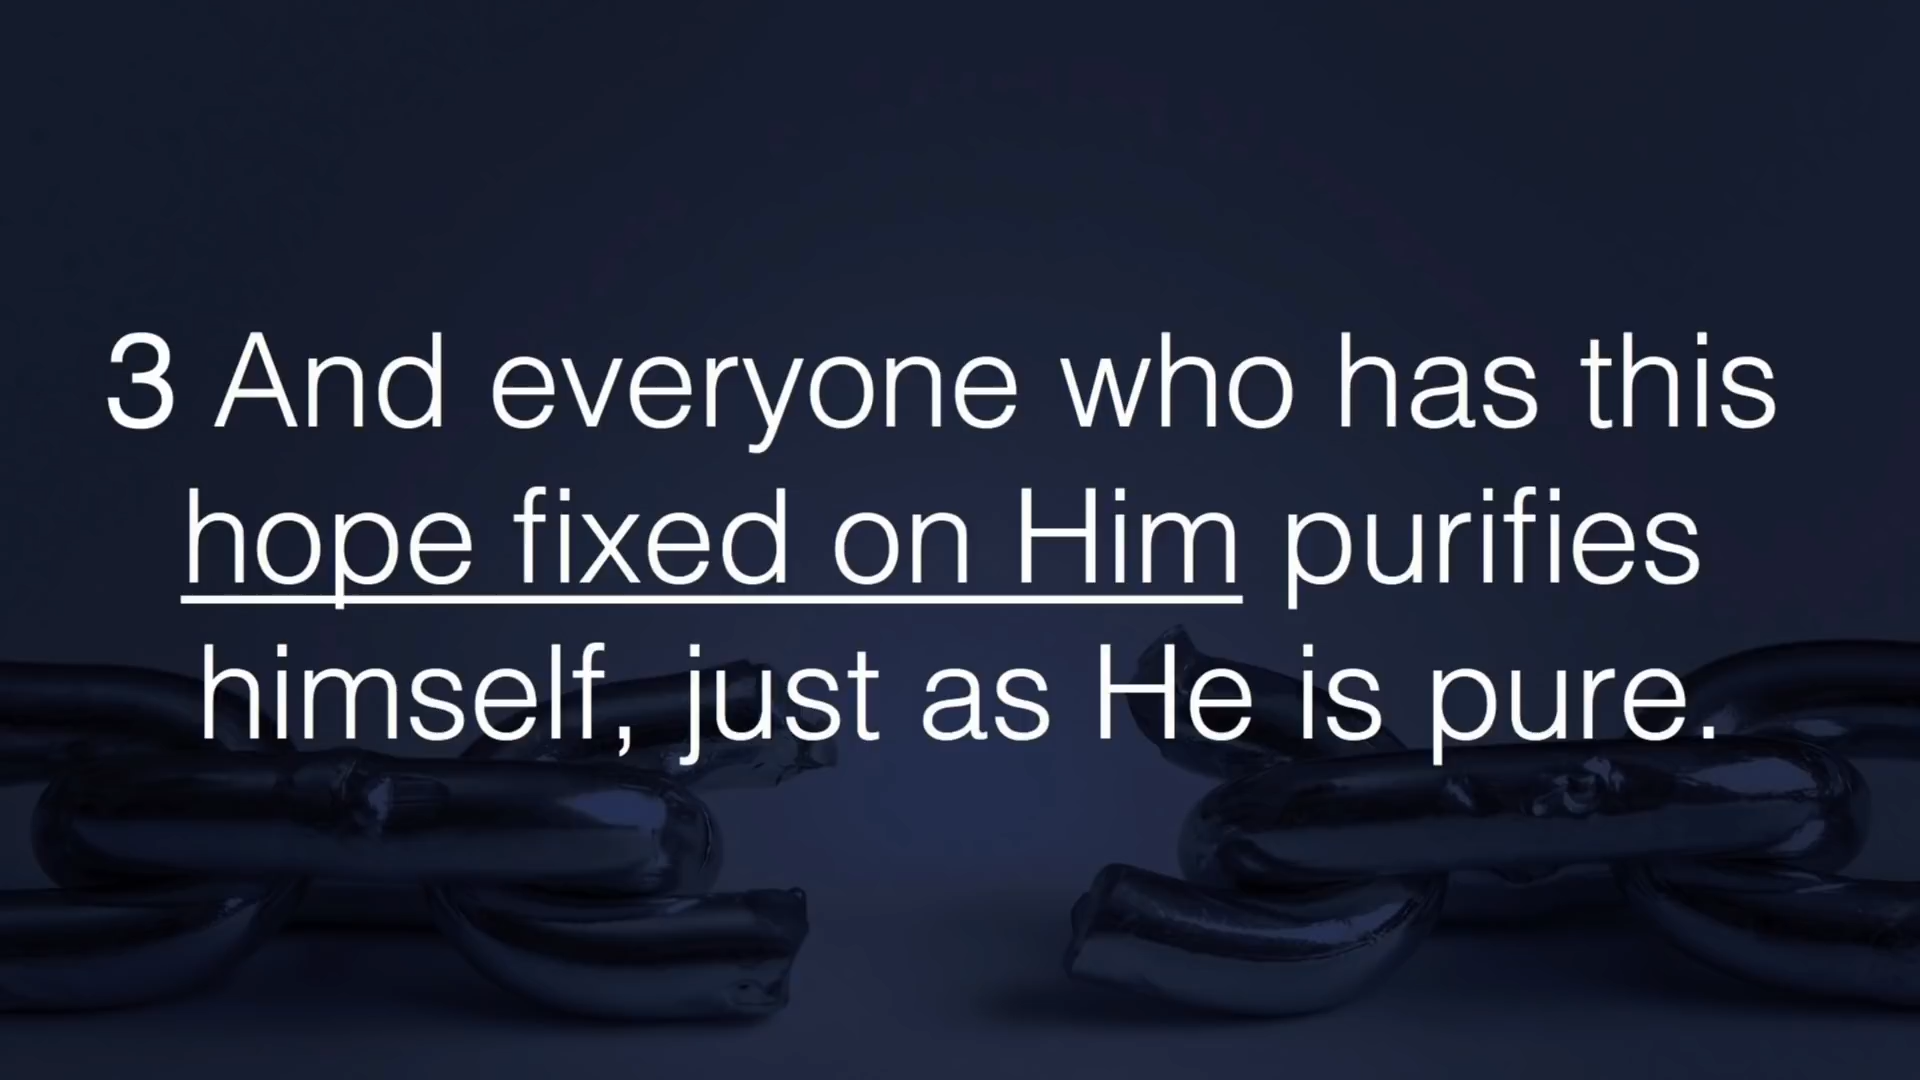 3 And everyone who has this
hope fixed on Him purifies
himself, just as He is pure.